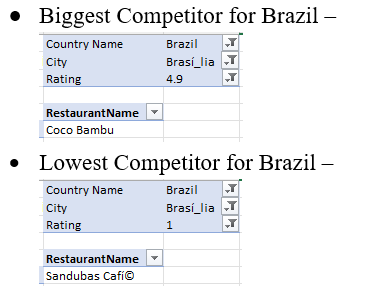 ● Biggest Competitor for Brazil –
Country Name Brazil
City Brasí_lia
Rating 4.9
RestaurantName
Coco Bambu
● Lowest Competitor for Brazil –
Country Name Brazil
City Brasí_lia
Rating 1
RestaurantName
Sandubas Cafí©